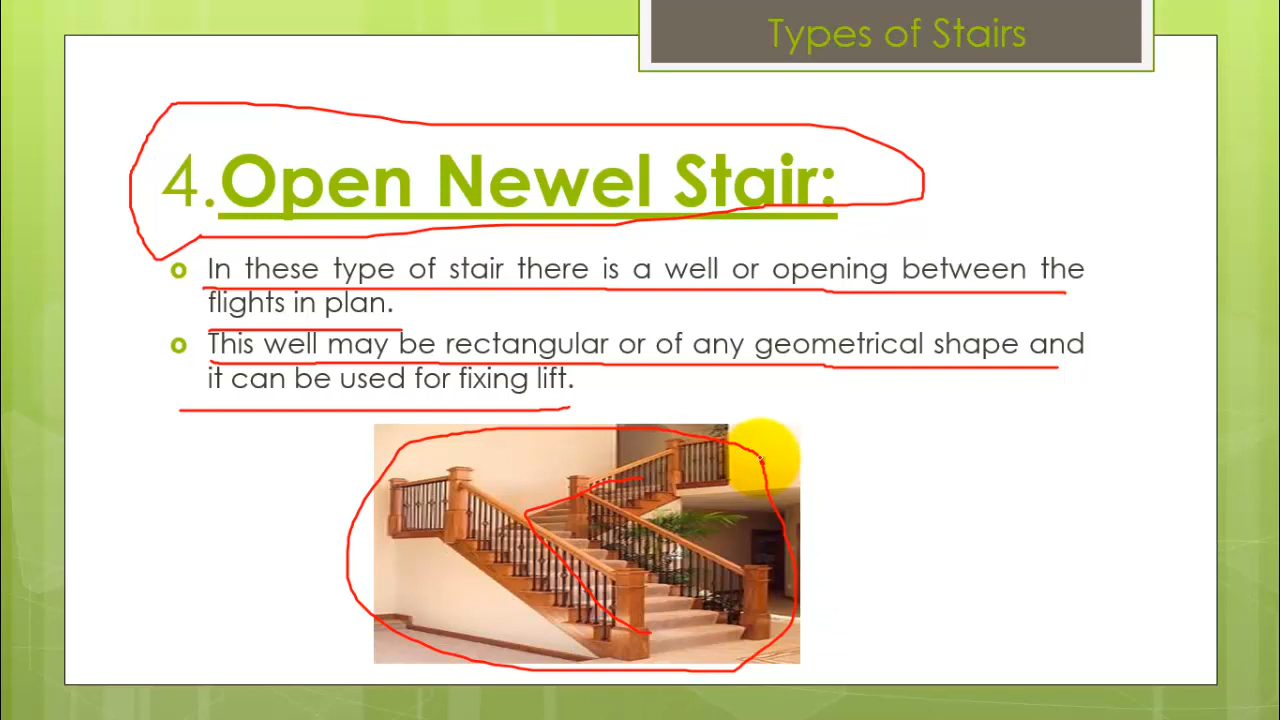 Types of Stairs
4.Open Newel Stair:
In these type of stair there is a well or opening between the
flights in plan.
This well may be rectangular or of any geometrical shape and
it can be used for fixing lift.